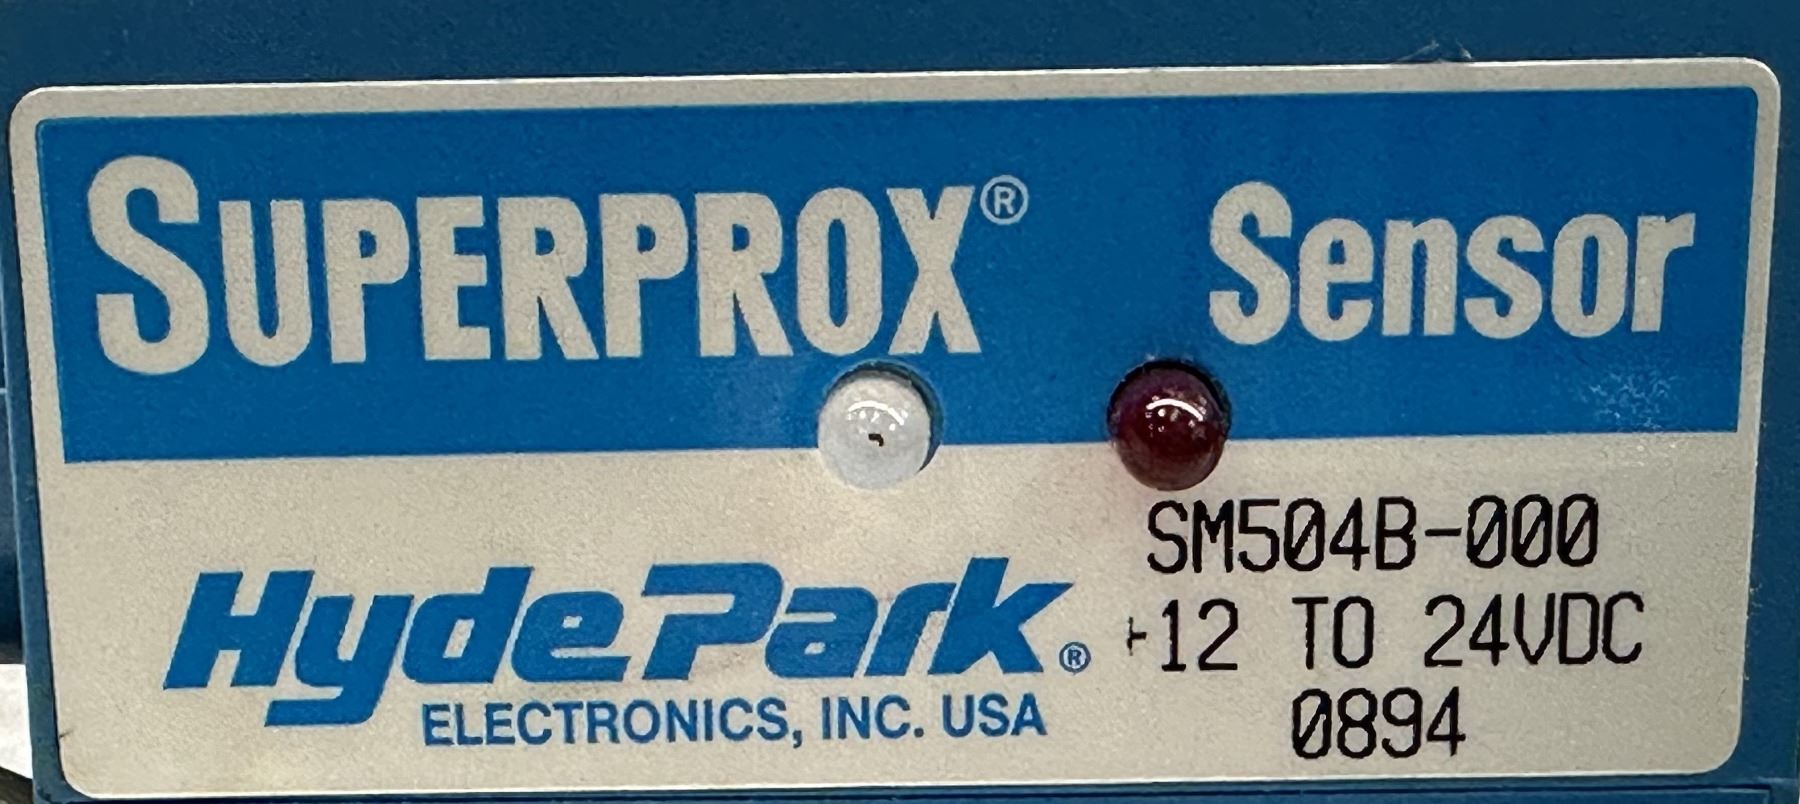 SUPERPROX® Sensor
SM504B-000
HydePark® +12 TO 24VDC
ELECTRONICS, INC. USA 0894